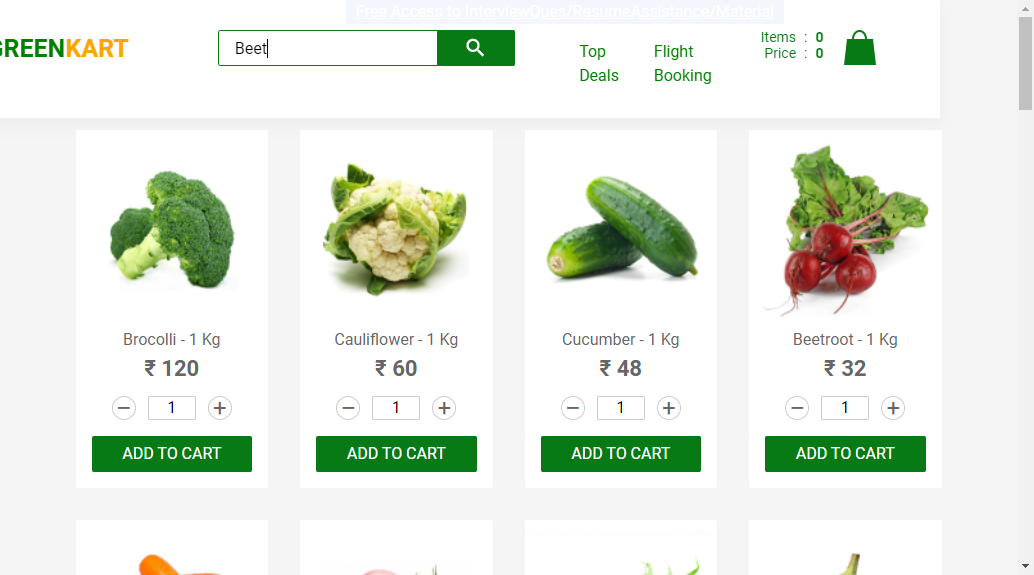 Free Access to InterviewQues/ResumeAssistance/Material
GREENKART
Beet
Top Deals
Flight Booking
Items : 0
Price : 0
Brocolli - 1 Kg
₹ 120
1
ADD TO CART
Cauliflower - 1 Kg
₹ 60
1
ADD TO CART
Cucumber - 1 Kg
₹ 48
1
ADD TO CART
Beetroot - 1 Kg
₹ 32
1
ADD TO CART